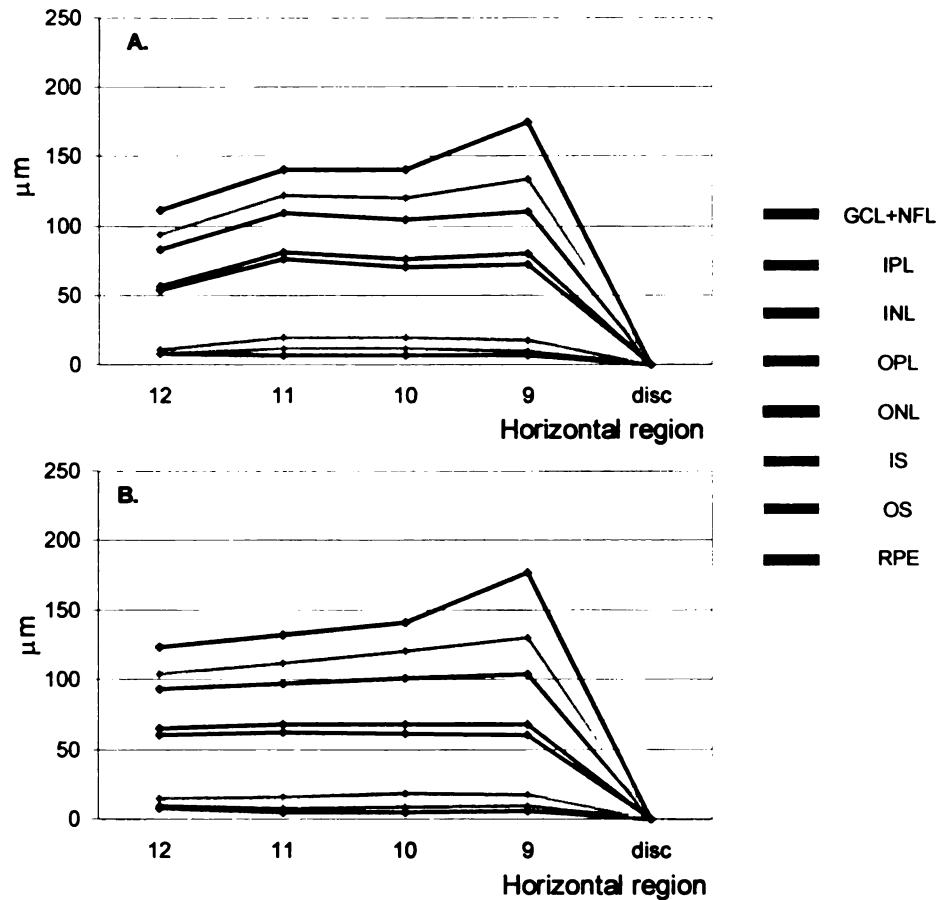 A.
250
200
150
100
50
0
µm
12 11 10 9 disc
Horizontal region
B.
250
200
150
100
50
0
µm
12 11 10 9 disc
Horizontal region
GCL+NFL
IPL
INL
OPL
ONL
IS
OS
RPE